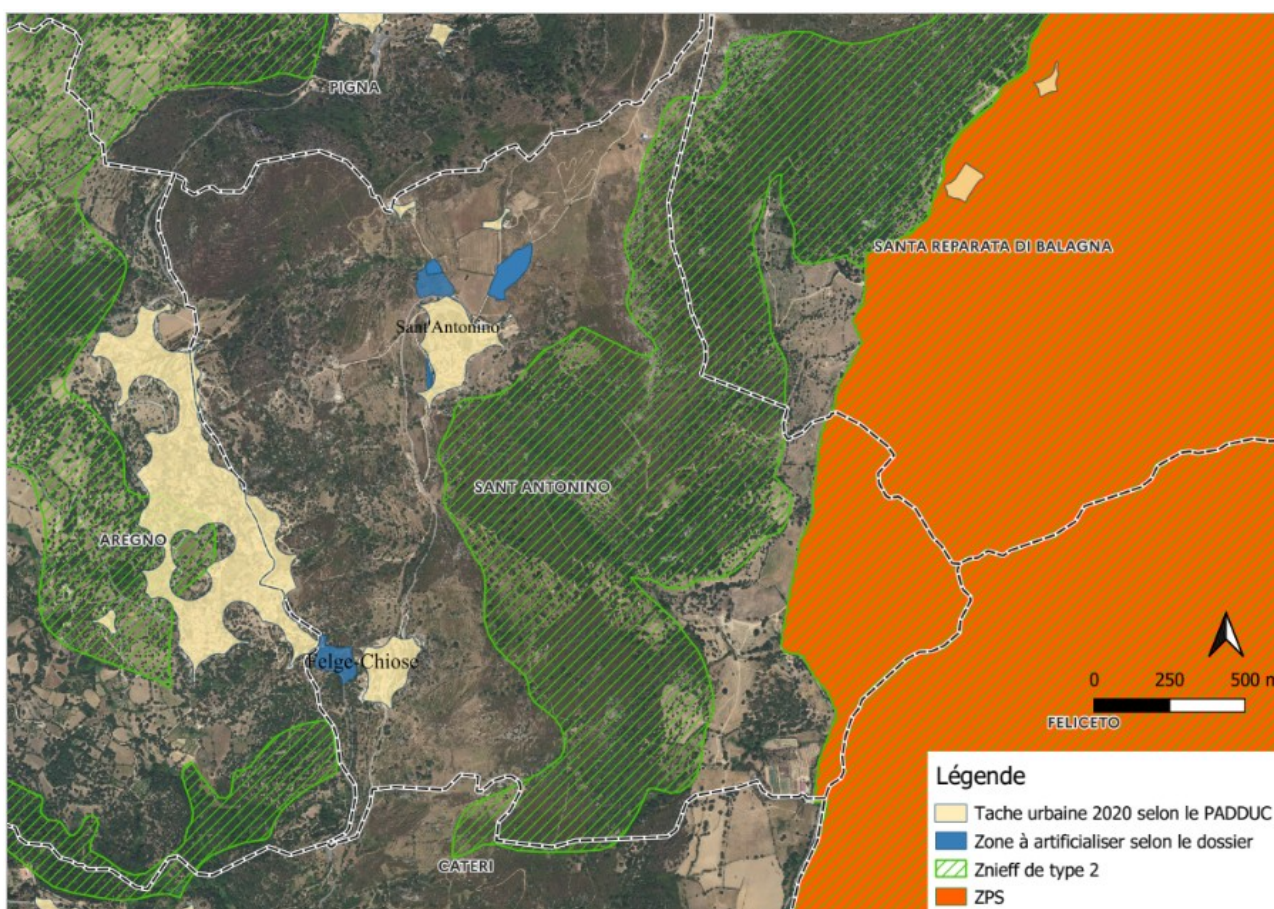 PIGNA
SANTA REPARATA DI BALAGNA
Sant'Antonino
SANT ANTONINO
AREGNO
Felge-Chiose
0 250 500 m
FELICETO
CATERI
Légende
Tache urbaine 2020 selon le PADDUC
Zone à artificialiser selon le dossier
Znieff de type 2
ZPS